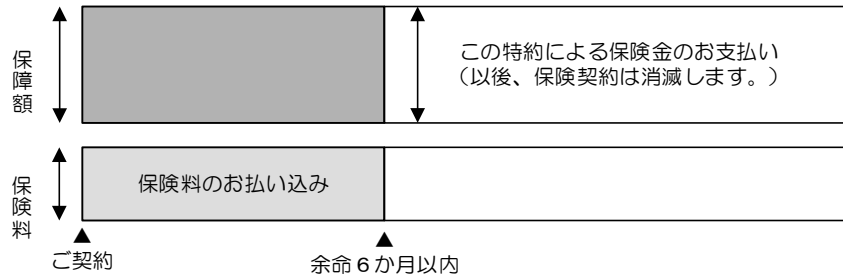 保障額
この特約による保険金のお支払い
（以後、保険契約は消滅します。）
保険料
保険料のお払い込み
▲
ご契約
▲
余命６か月以内